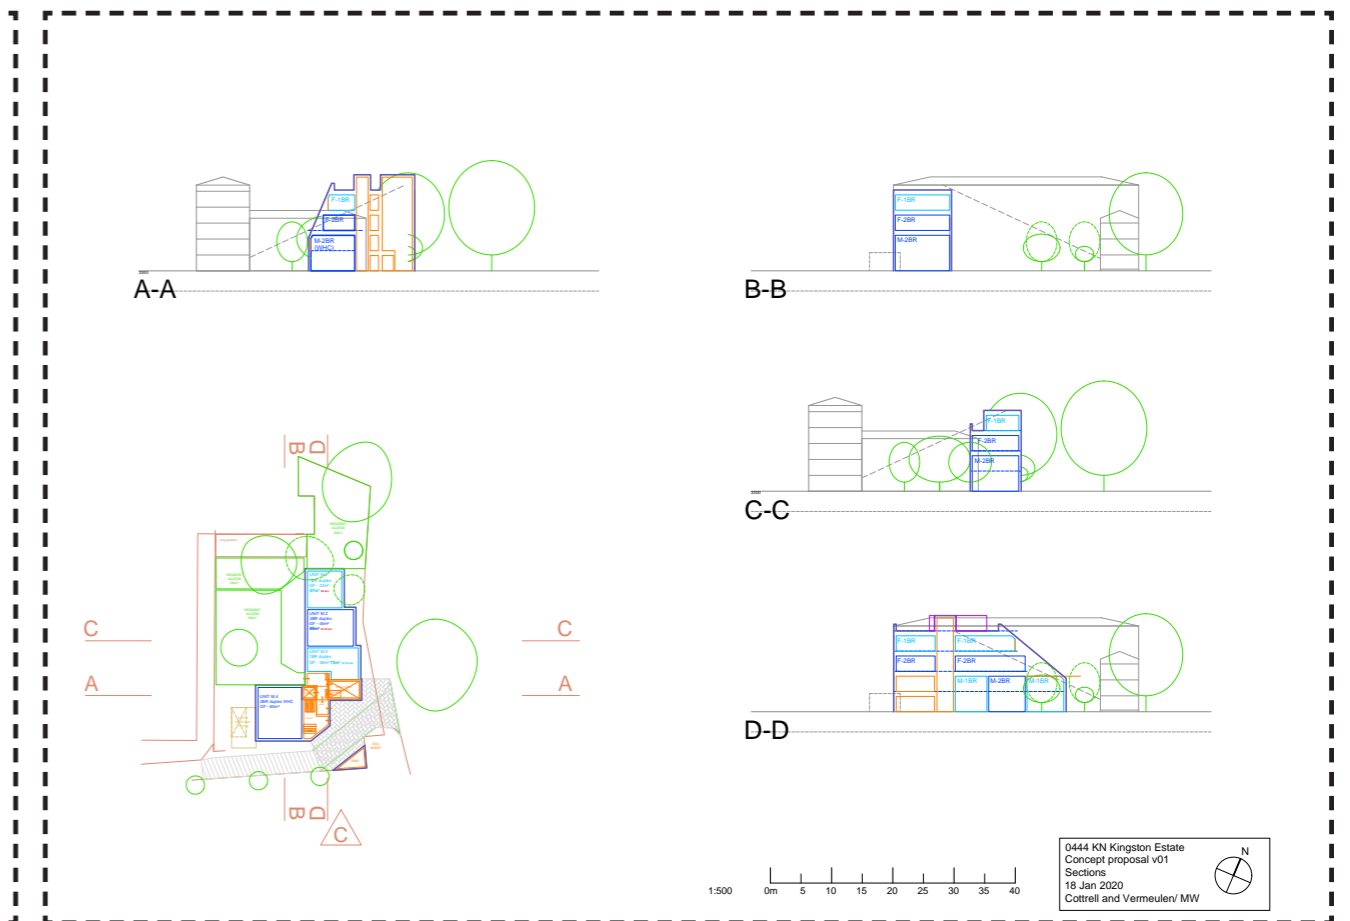 F-1BR
F-2BR
M-2BR
(WHC)
A-A
F-1BR
F-2BR
M-2BR
B-B
F-1BR
F-2BR
M-2BR
C-C
F-1BR
F-1BR
F-2BR
F-2BR
M-1BR
M-2BR
M-1BR
D-D
B
D
C
C
A
A
B
D
C
1:500
0m
5
10
15
20
25
30
35
40
0444 KN Kingston Estate
Concept proposal v01
Sections
18 Jan 2020
Cottrell and Vermeulen/ MW
N